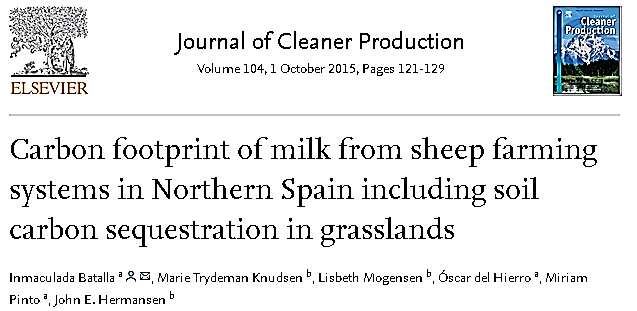 Journal of Cleaner Production
Volume 104, 1 October 2015, Pages 121-129
ELSEVIER
Cleaner
Production
Carbon footprint of milk from sheep farming
systems in Northern Spain including soil
carbon sequestration in grasslands
Inmaculada Batalla a, Marie Trydeman Knudsen b, Lisbeth Mogensen b, Óscar del Hierro a, Miriam
Pinto a, John E. Hermansen b